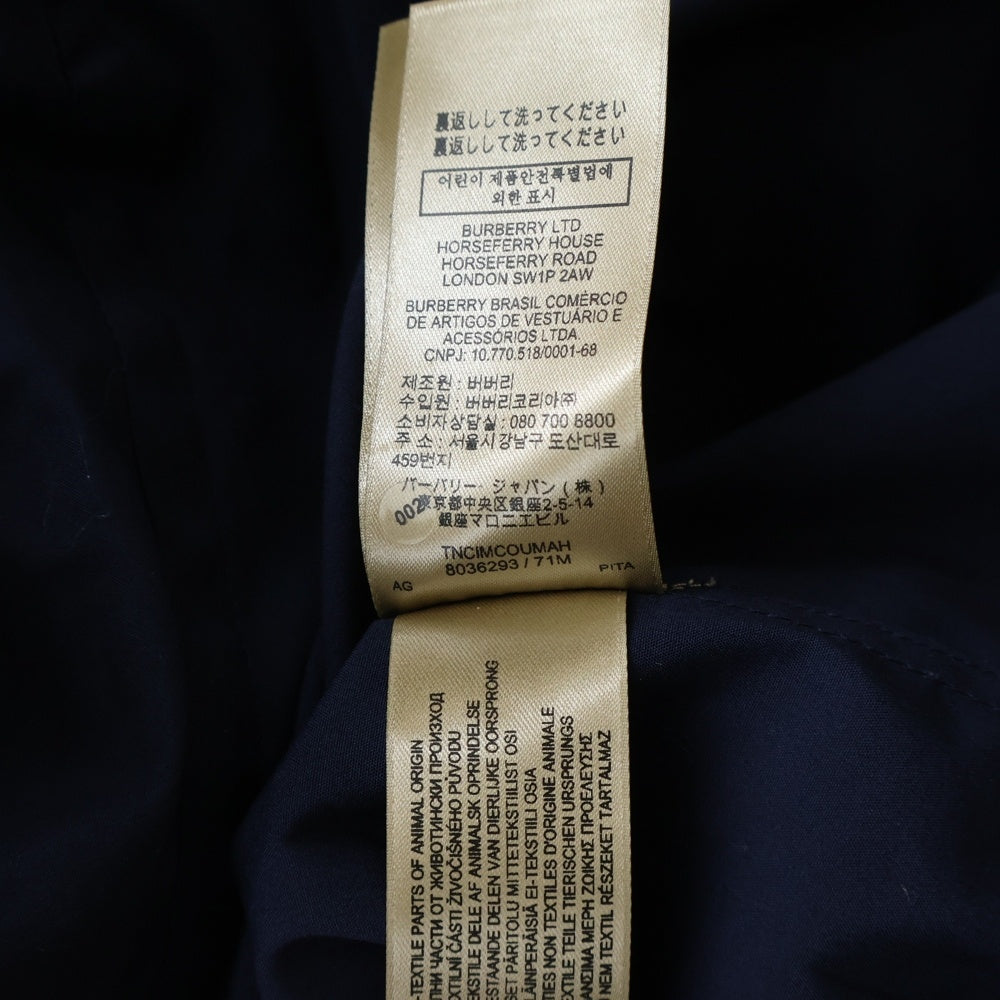 裏返しして洗ってください
裏返しして洗ってください
어린이 제품안전특별법에
의한 표시
BURBERRY LTD
HORSEFERRY HOUSE
HORSEFERRY ROAD
LONDON SW1P 2AW
BURBERRY BRASIL COMÉRCIO
DE ARTIGOS DE VESTUÁRIO E
ACESSÓRIOS LTDA
CNPJ: 10.770.518/0001-68
제조원 : 버버리
수입원 : 버버리코리아㈜
소비자상담실 : 080 700 8800
주 소 : 서울시 강남구 도산대로
459번지
バーバリー・ジャパン(株)
002
東京都中央区銀座2-5-14
銀座マロニエビル
TNCIMCOUMAH
8036293 / 71M
AG
PITA
-TEXTILE PARTS OF ANIMAL ORIGIN
ЧАСТИ ОТ ЖИВОТИНСКИ ПРОИЗХОД
ČÁSTI ŽIVOČIŠNÉHO PŮVODU
DELE AF ANIMALSK OPRINDELSE
DELEN VAN DIERLIJKE OORSPRONG
PÄRITOLU MITTETEKSTIILIST OSI
EI-TEKSTIILI OSIA
NON TEXTILES D'ORIGINE ANIMALE
TEILE TIERISCHEN URSPRUNGS
ΜΕΡΗ ΖΩΙΚΗΣ ΠΡΟΕΛΕΥΣΗΣ
NEM TEXTIL RÉSZEKET TARTALMAZ